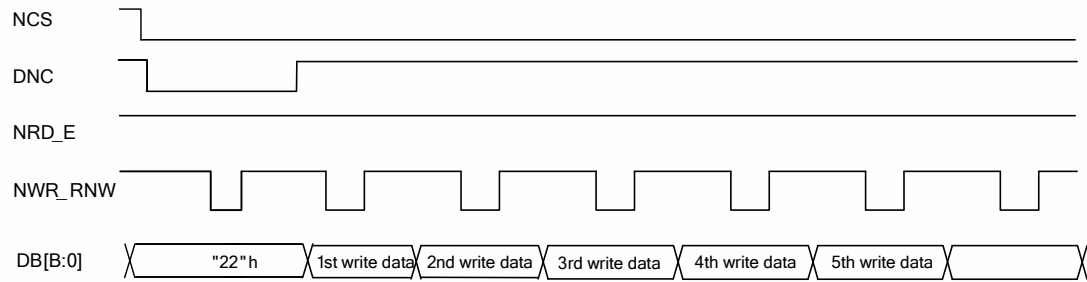 NCS
DNC
NRD_E
NWR_RNW
DB[B:0] "22"h 1st write data 2nd write data 3rd write data 4th write data 5th write data